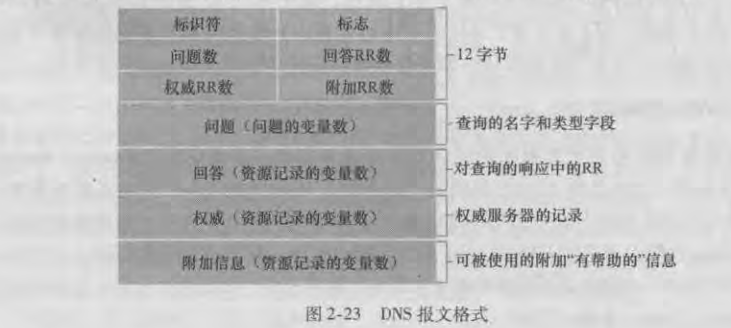 标识符 标志
问题数 回答RR数 12 字节
权威RR数 附加RR数
问题（问题的变量数） 查询的名字和类型字段
回答（资源记录的变量数） 对查询的响应中的RR
权威（资源记录的变量数） 权威服务器的记录
附加信息（资源记录的变量数） 可被使用的附加“有帮助的”信息
图 2-23 DNS 报文格式